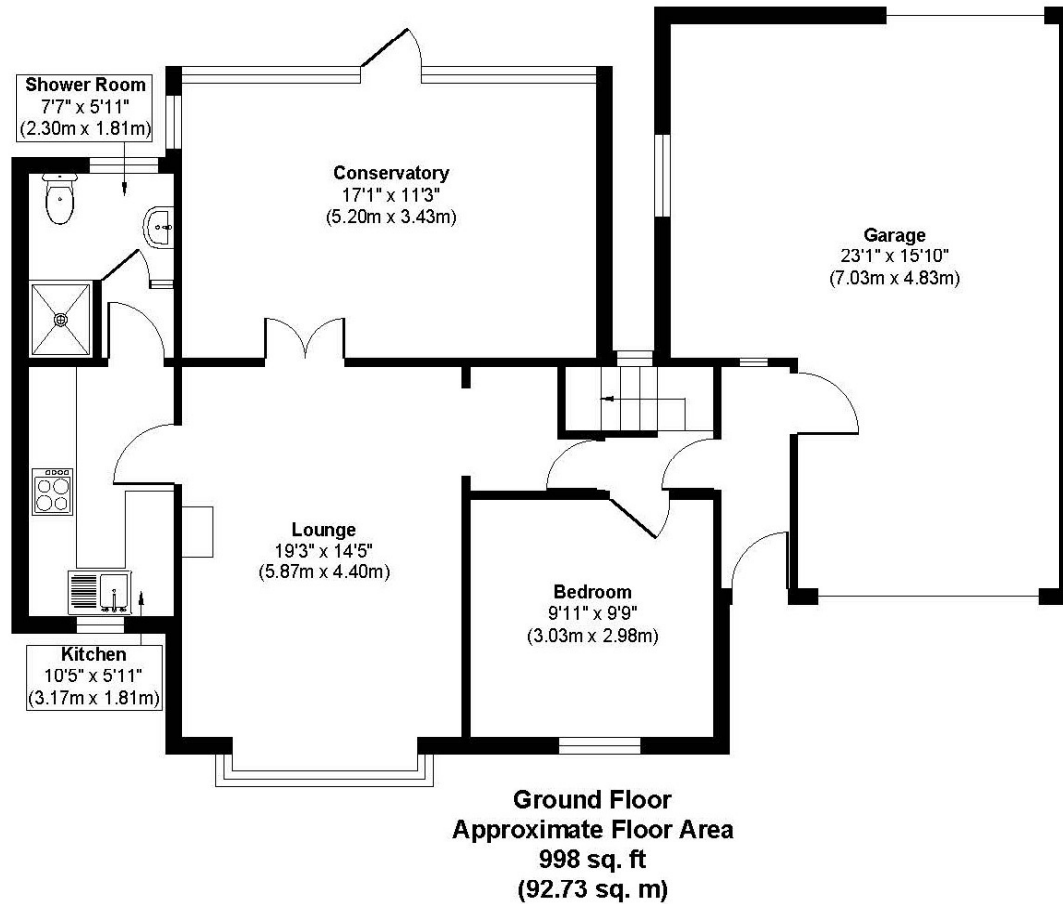 Shower Room
7'7" x 5'11"
(2.30m x 1.81m)
Conservatory
17'1" x 11'3"
(5.20m x 3.43m)
Garage
23'1" x 15'10"
(7.03m x 4.83m)
Lounge
19'3" x 14'5"
(5.87m x 4.40m)
Bedroom
9'11" x 9'9"
(3.03m x 2.98m)
Kitchen
10'5" x 5'11"
(3.17m x 1.81m)
Ground Floor
Approximate Floor Area
998 sq. ft
(92.73 sq. m)